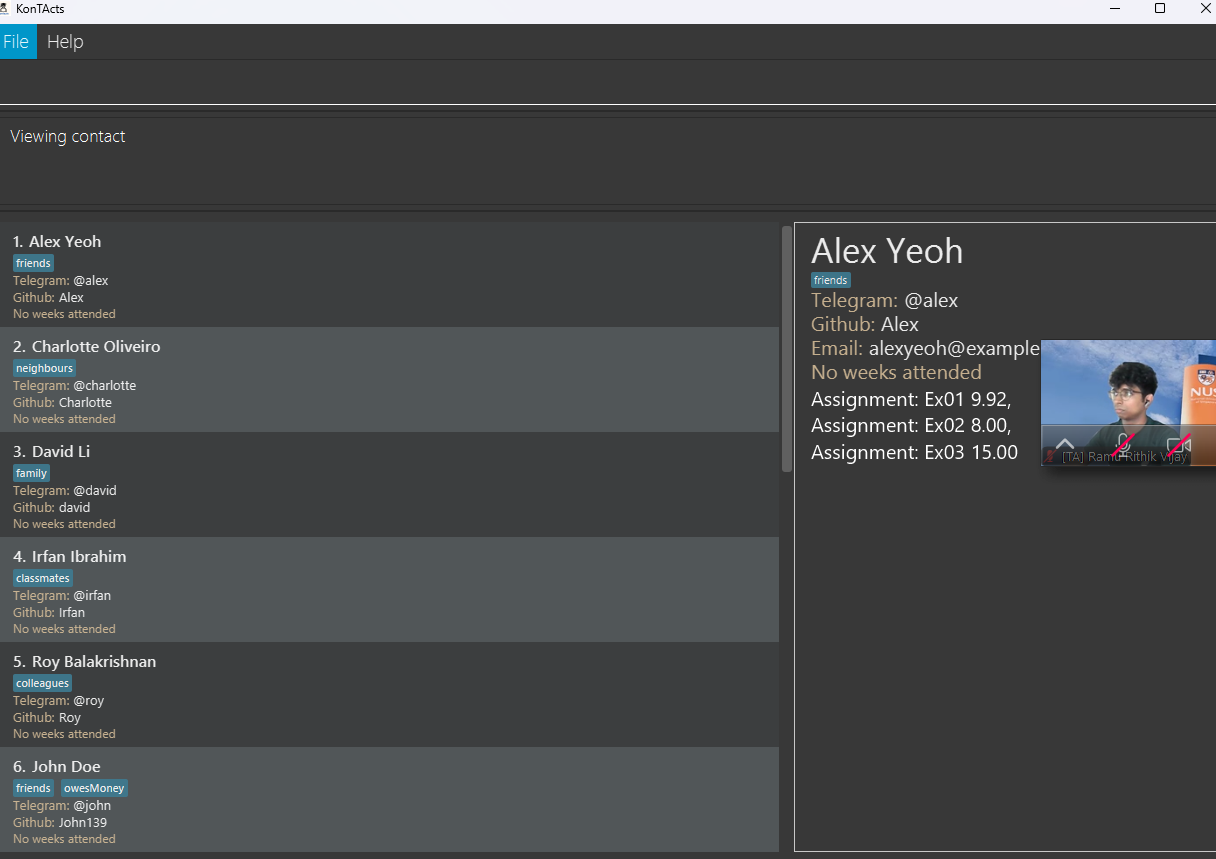 KonTActs
File Help
Viewing contact
1. Alex Yeoh
friends
Telegram: @alex
Github: Alex
No weeks attended
2. Charlotte Oliveiro
neighbours
Telegram: @charlotte
Github: Charlotte
No weeks attended
3. David Li
family
Telegram: @david
Github: david
No weeks attended
4. Irfan Ibrahim
classmates
Telegram: @irfan
Github: Irfan
No weeks attended
5. Roy Balakrishnan
colleagues
Telegram: @roy
Github: Roy
No weeks attended
6. John Doe
friends owesMoney
Telegram: @john
Github: John139
No weeks attended
Alex Yeoh
friends
Telegram: @alex
Github: Alex
Email: alexyeoh@example
No weeks attended
Assignment: Ex01 9.92,
Assignment: Ex02 8.00,
Assignment: Ex03 15.00
NUS
[TA] Ramu Rithik Vijay